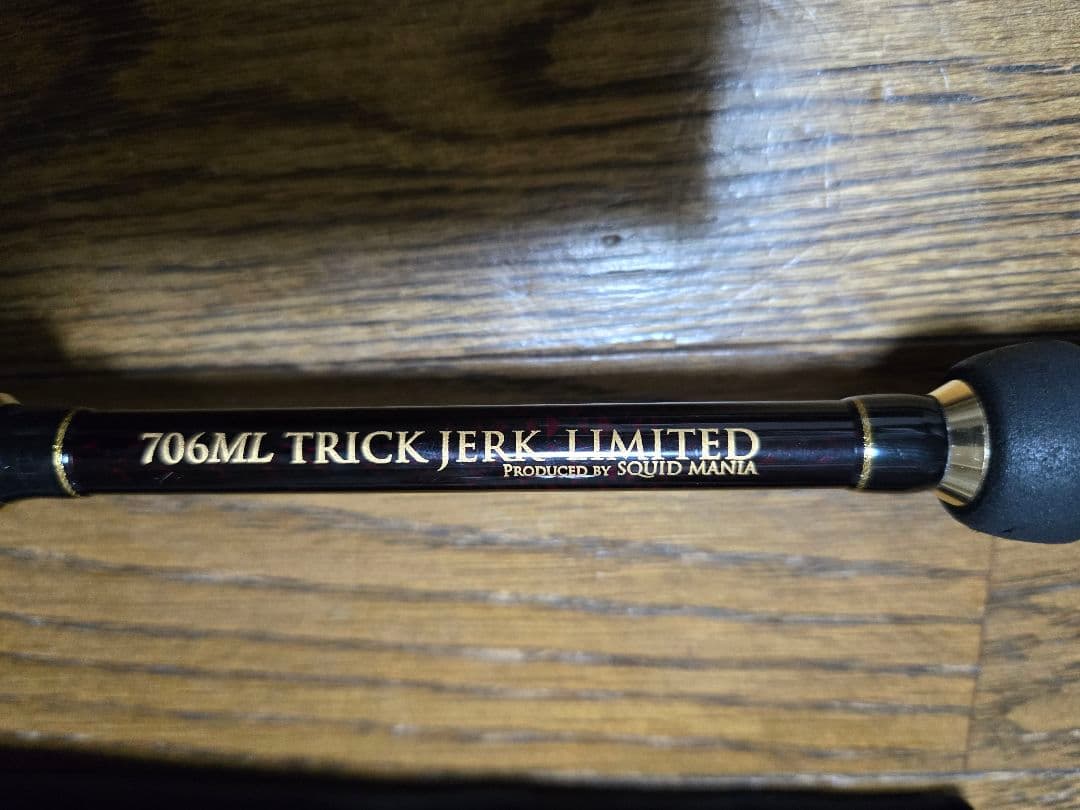 706ML TRICK JERK LIMITED
PRODUCED BY SQUID MANIA